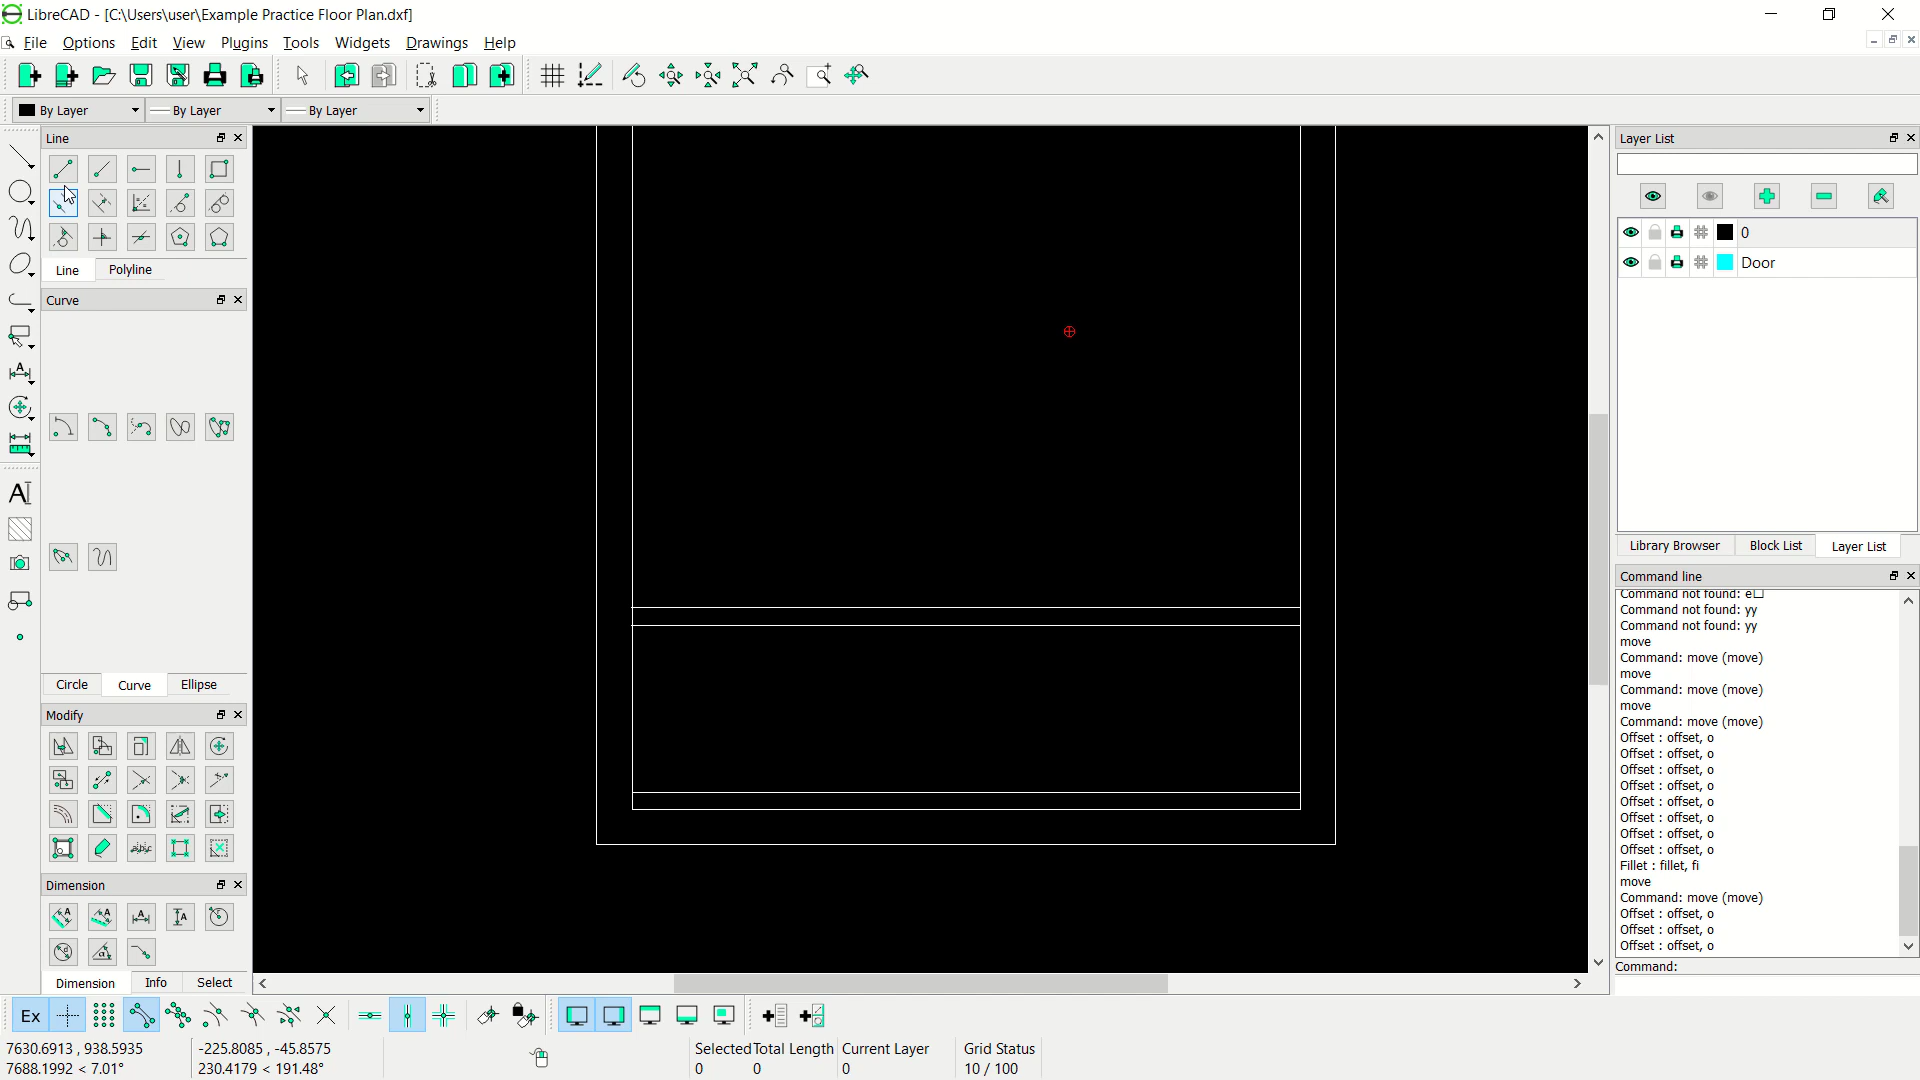 LibreCAD - [C:\Users\user\Example Practice Floor Plan.dxf]
File Options Edit View Plugins Tools Widgets Drawings Help
By Layer By Layer By Layer
Line
Line Polyline
Curve
Circle Curve Ellipse
Modify
Dimension
Dimension Info Select
Layer List
0
Door
Library Browser Block List Layer List
Command line
Command not found: e□
Command not found: yy
Command not found: yy
move
Command: move (move)
move
Command: move (move)
move
Command: move (move)
Offset : offset, o
Offset : offset, o
Offset : offset, o
Offset : offset, o
Offset : offset, o
Offset : offset, o
Offset : offset, o
Offset : offset, o
Fillet : fillet, fi
move
Command: move (move)
Offset : offset, o
Offset : offset, o
Offset : offset, o
Command:
Ex
7630.6913 , 938.5935 -225.8085 , -45.8575 Selected Total Length Current Layer Grid Status
7688.1992 < 7.01° 230.4179 < 191.48° 0 0 0 10 / 100